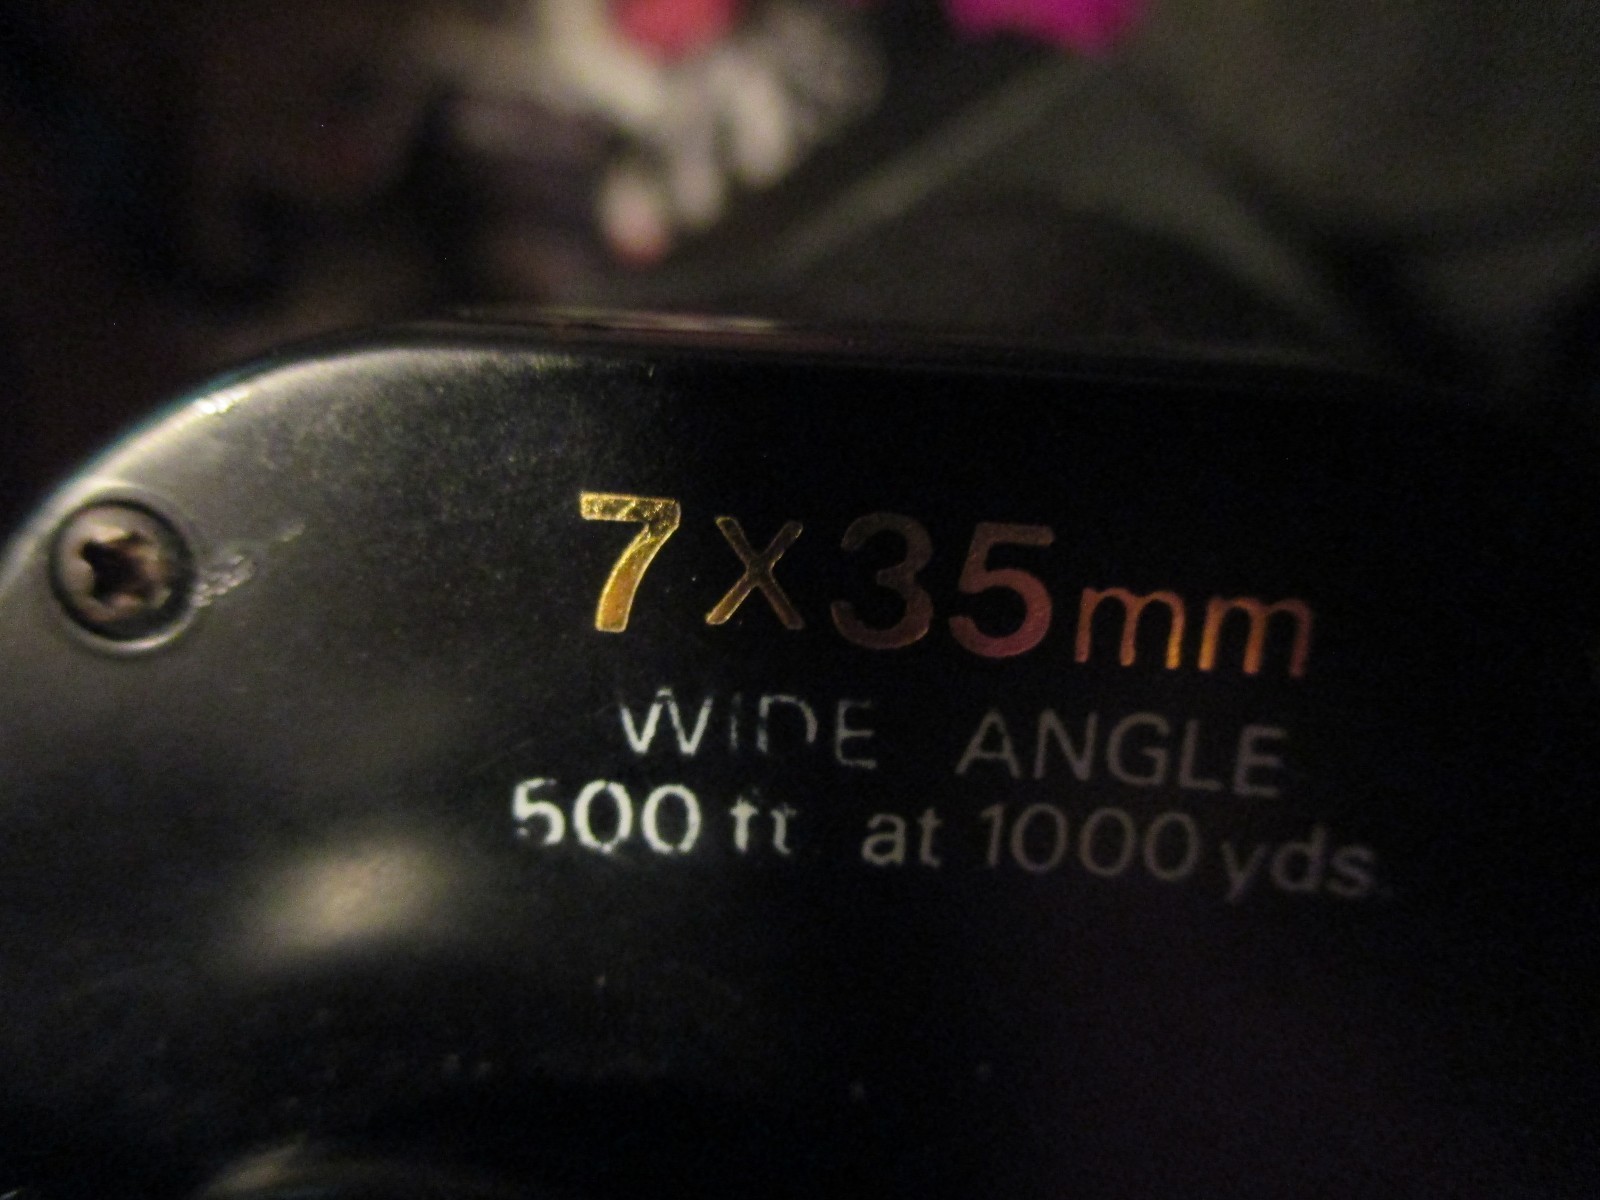 7x35mm
WIDE ANGLE
500 ft at 1000 yds.